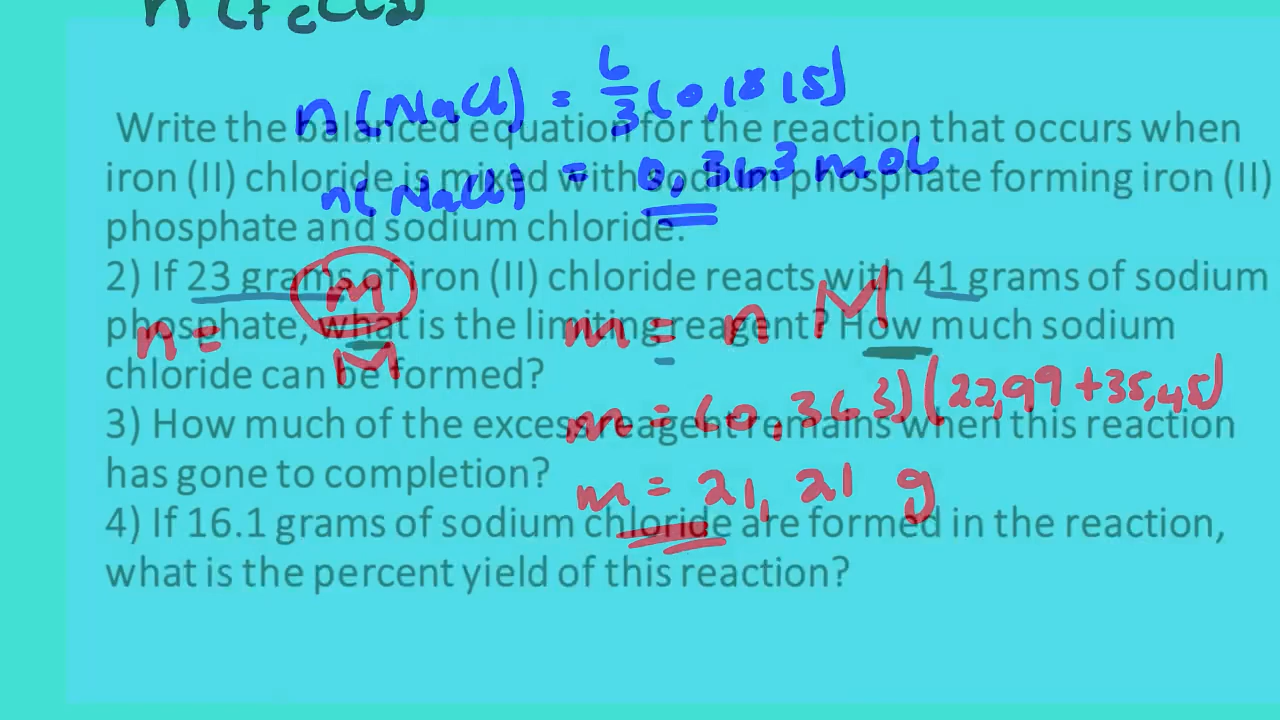 n (FeCl2)
n (NaCl) = 6/3 (0,1815)
Write the balanced equation for the reaction that occurs when
iron (II) chloride is mixed with sodium phosphate forming iron (II)
n(NaCl) = 0,363 mol
phosphate and sodium chloride.
2) If 23 grams of iron (II) chloride reacts with 41 grams of sodium
phosphate, what is the limiting reagent? How much sodium
n = m/M
m = n M
chloride can be formed?
m = (0,363)(22,99 + 35,45)
3) How much of the excess reagent remains when this reaction
has gone to completion?
m = 21,21 g
4) If 16.1 grams of sodium chloride are formed in the reaction,
what is the percent yield of this reaction?